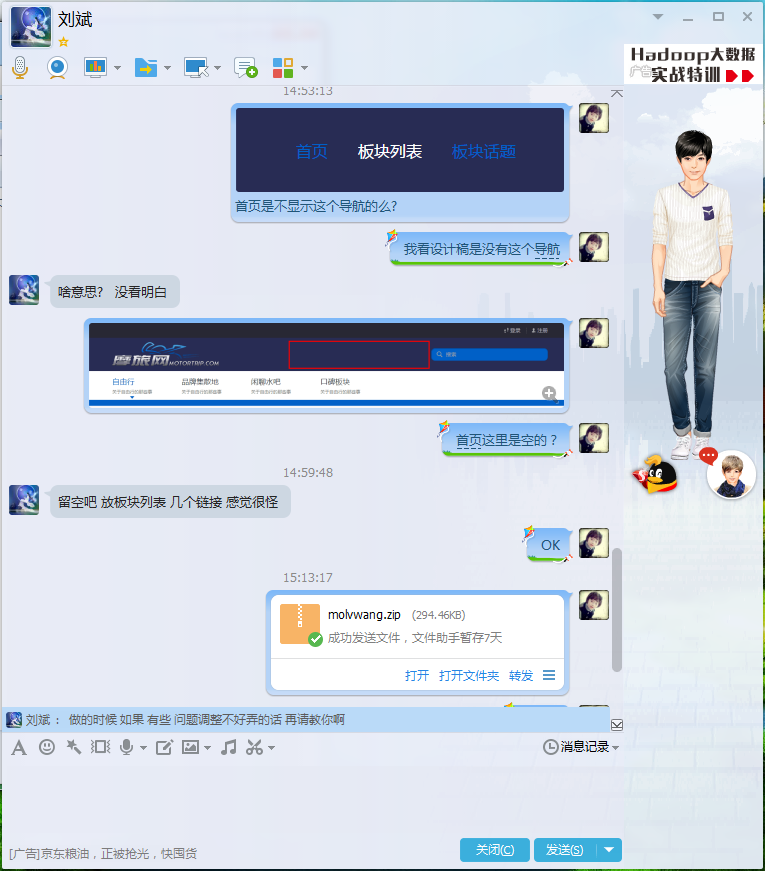 刘斌
Hadoop大数据
广告
实战特训
14:53:13
首页 板块列表 板块话题
首页是不显示这个导航的么?
我看设计稿是没有这个导航
啥意思? 没看明白
登录 注册
摩旅网 MOTORTRIP.COM
搜索
自由行 品牌集散地 闲聊水吧 口碑板块
首页这里是空的？
14:59:48
留空吧 放板块列表 几个链接 感觉很怪
OK
15:13:17
molvwang.zip (294.46KB)
成功发送文件，文件助手暂存7天
打开 打开文件夹 转发
刘斌： 做的时候 如果 有些 问题调整不好弄的话 再请教你啊
消息记录
[广告]京东粮油，正被抢光，快囤货
关闭(C) 发送(S)